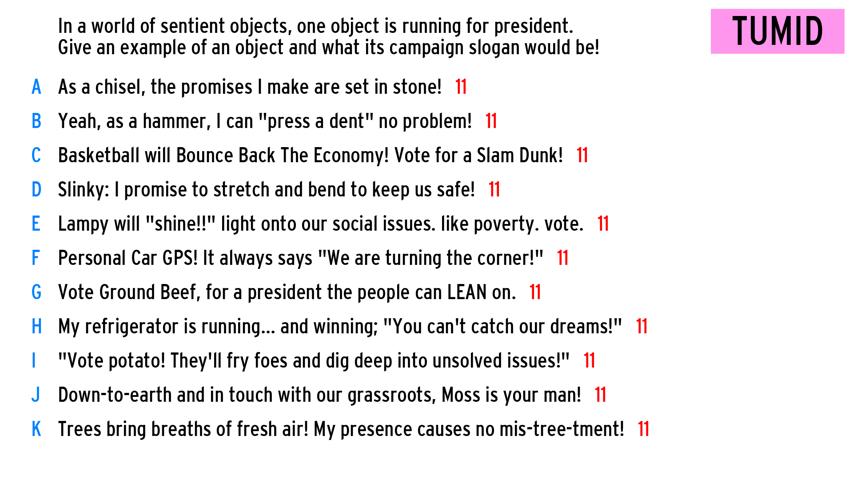 In a world of sentient objects, one object is running for president.
Give an example of an object and what its campaign slogan would be!
TUMID
A As a chisel, the promises I make are set in stone! 11
B Yeah, as a hammer, I can "press a dent" no problem! 11
C Basketball will Bounce Back The Economy! Vote for a Slam Dunk! 11
D Slinky: I promise to stretch and bend to keep us safe! 11
E Lampy will "shine!!" light onto our social issues. like poverty. vote. 11
F Personal Car GPS! It always says "We are turning the corner!" 11
G Vote Ground Beef, for a president the people can LEAN on. 11
H My refrigerator is running... and winning; "You can't catch our dreams!" 11
I "Vote potato! They'll fry foes and dig deep into unsolved issues!" 11
J Down-to-earth and in touch with our grassroots, Moss is your man! 11
K Trees bring breaths of fresh air! My presence causes no mis-tree-tment! 11